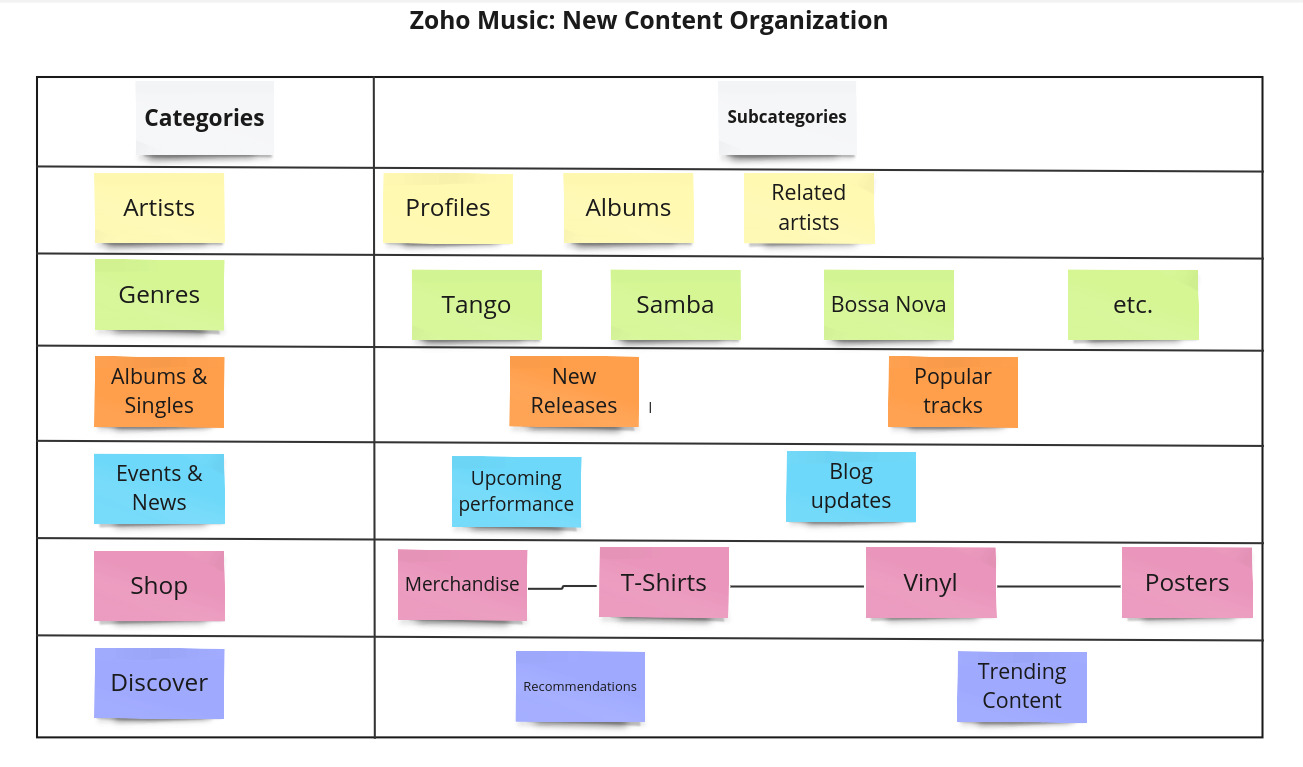 Zoho Music: New Content Organization
Categories
Subcategories
Artists
Profiles
Albums
Related
artists
Genres
Tango
Samba
Bossa Nova
etc.
Albums &
Singles
New
Releases
Popular
tracks
Events &
News
Upcoming
performance
Blog
updates
Shop
Merchandise
T-Shirts
Vinyl
Posters
Discover
Recommendations
Trending
Content